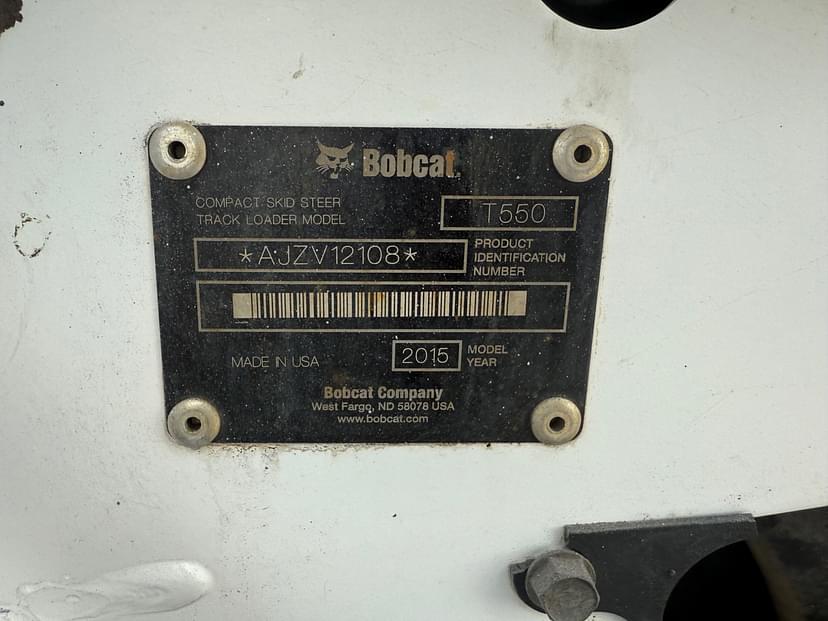 Bobcat
COMPACT SKID STEER
TRACK LOADER MODEL
T550
*AJZV12108*
PRODUCT
IDENTIFICATION
NUMBER
MADE IN USA
2015
MODEL
YEAR
Bobcat Company
West Fargo, ND 58078 USA
www.bobcat.com